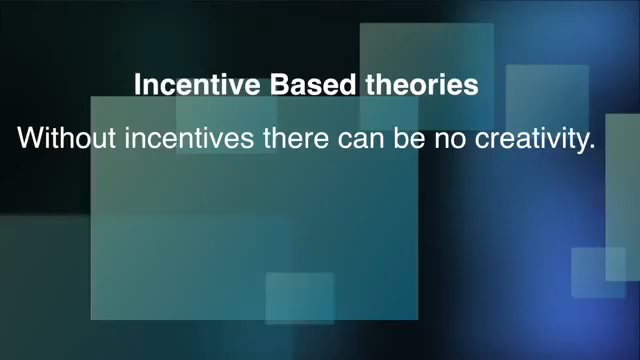 Incentive Based theories
Without incentives there can be no creativity.